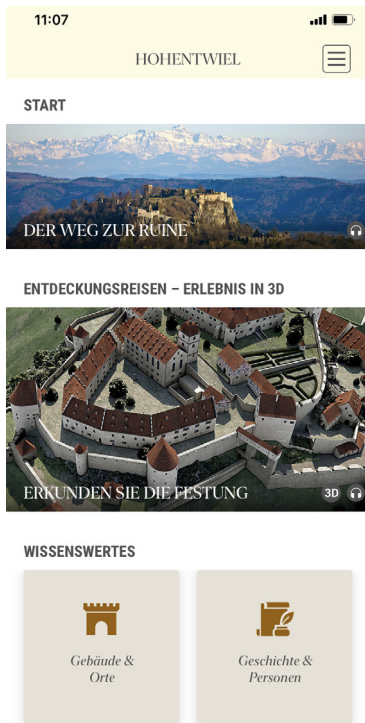 11:07
HOHENTWIEL
START
DER WEG ZUR RUINE
ENTDECKUNGSREISEN – ERLEBNIS IN 3D
ERKUNDEN SIE DIE FESTUNG
3D
WISSENSWERTES
Gebäude &
Orte
Geschichte &
Personen